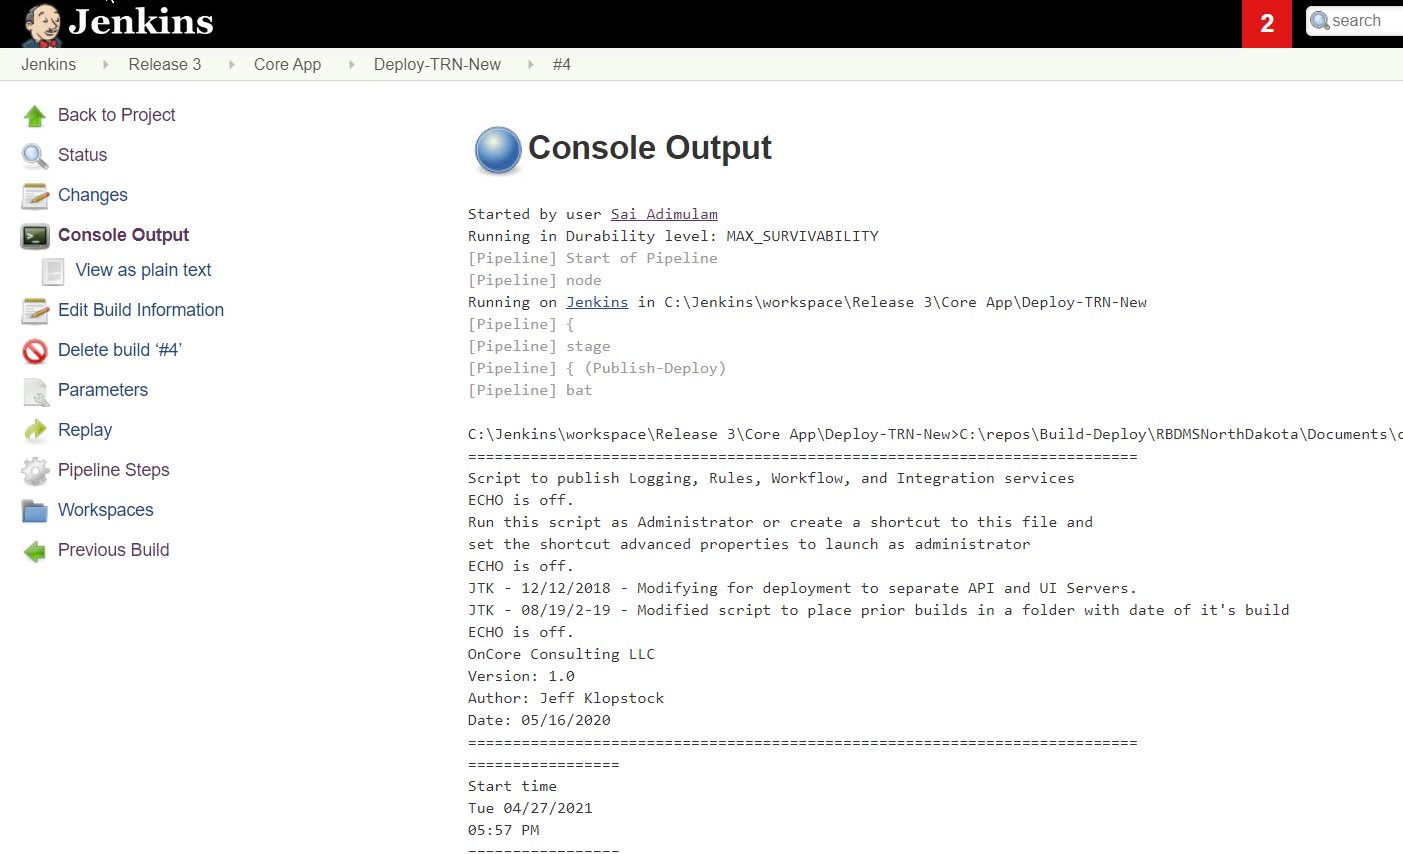 Jenkins
2
search
Jenkins Release 3 Core App Deploy-TRN-New #4
Back to Project
Status
Changes
Console Output
View as plain text
Edit Build Information
Delete build ‘#4’
Parameters
Replay
Pipeline Steps
Workspaces
Previous Build
Console Output
Started by user Sai Adimulam
Running in Durability level: MAX_SURVIVABILITY
[Pipeline] Start of Pipeline
[Pipeline] node
Running on Jenkins in C:\Jenkins\workspace\Release 3\Core App\Deploy-TRN-New
[Pipeline] {
[Pipeline] stage
[Pipeline] { (Publish-Deploy)
[Pipeline] bat
C:\Jenkins\workspace\Release 3\Core App\Deploy-TRN-New>C:\repos\Build-Deploy\RBDMSNorthDakota\Documents\
===========================================================================
Script to publish Logging, Rules, Workflow, and Integration services
ECHO is off.
Run this script as Administrator or create a shortcut to this file and
set the shortcut advanced properties to launch as administrator
ECHO is off.
JTK - 12/12/2018 - Modifying for deployment to separate API and UI Servers.
JTK - 08/19/2-19 - Modified script to place prior builds in a folder with date of it's build
ECHO is off.
OnCore Consulting LLC
Version: 1.0
Author: Jeff Klopstock
Date: 05/16/2020
===========================================================================
=================
Start time
Tue 04/27/2021
05:57 PM
=================